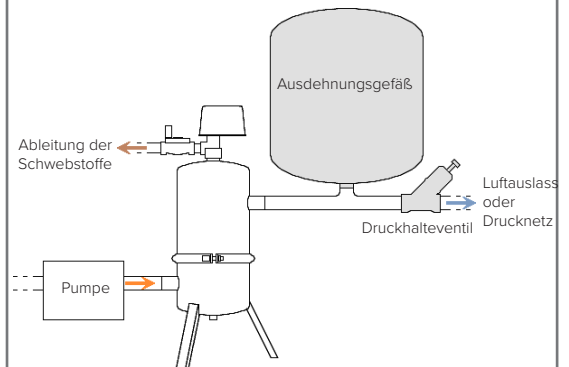 Ausdehnungsgefäß
Ableitung der
Schwebstoffe
Luftauslass
oder
Drucknetz
Druckhalteventil
Pumpe